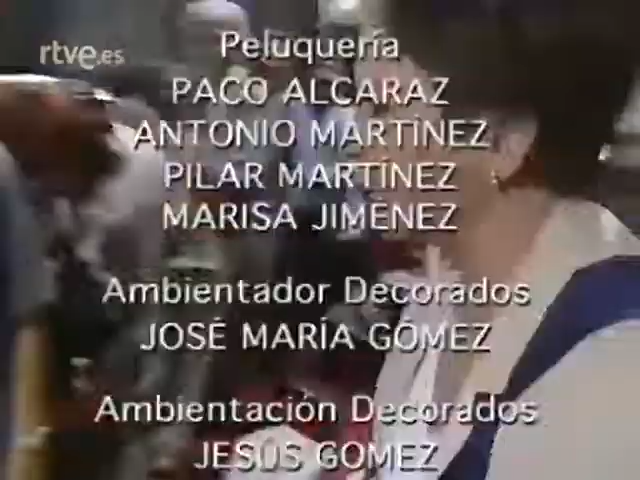 rtve.es
Peluquería
PACO ALCARAZ
ANTONIO MARTÍNEZ
PILAR MARTÍNEZ
MARISA JIMÉNEZ
Ambientador Decorados
JOSÉ MARÍA GÓMEZ
Ambientación Decorados
JESÚS GÓMEZ